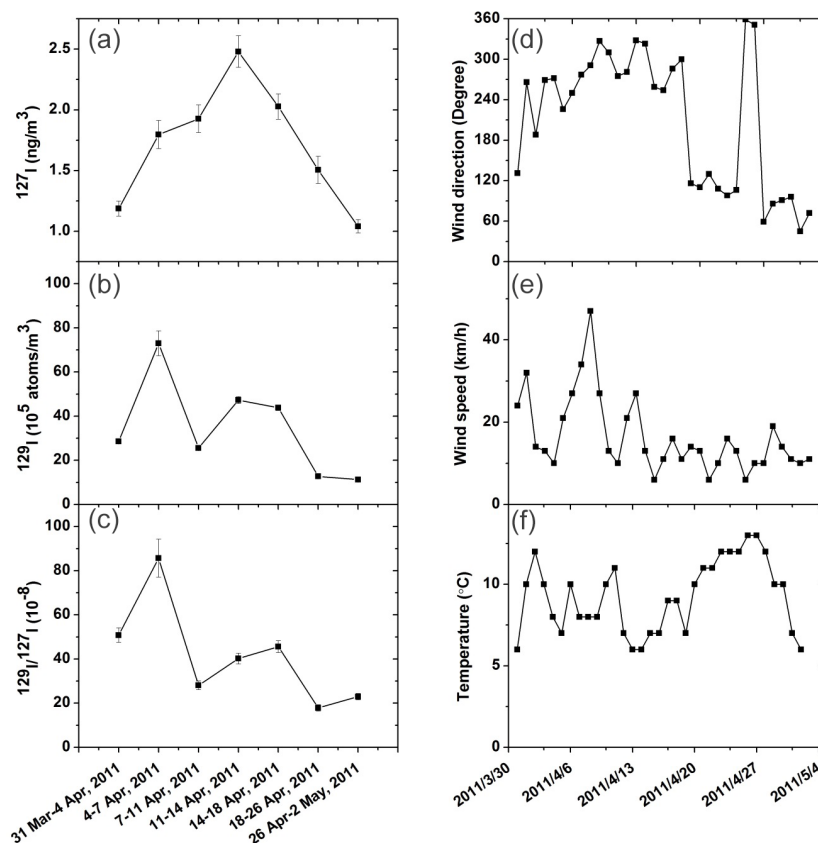 (a)
2.5
2.0
1.5
1.0
127I (ng/m3)
(b)
100
80
60
40
20
0
129I (10^5 atoms/m3)
(c)
100
80
60
40
20
0
129I/127I (10-8)
31 Mar-4 Apr, 2011
4-7 Apr, 2011
7-11 Apr, 2011
11-14 Apr, 2011
14-18 Apr, 2011
18-26 Apr, 2011
26 Apr-2 May, 2011
(d)
360
300
240
180
120
60
0
Wind direction (Degree)
(e)
40
20
0
Wind speed (km/h)
(f)
15
10
5
0
Temperature (°C)
2011/3/30
2011/4/6
2011/4/13
2011/4/20
2011/4/27
2011/5/4